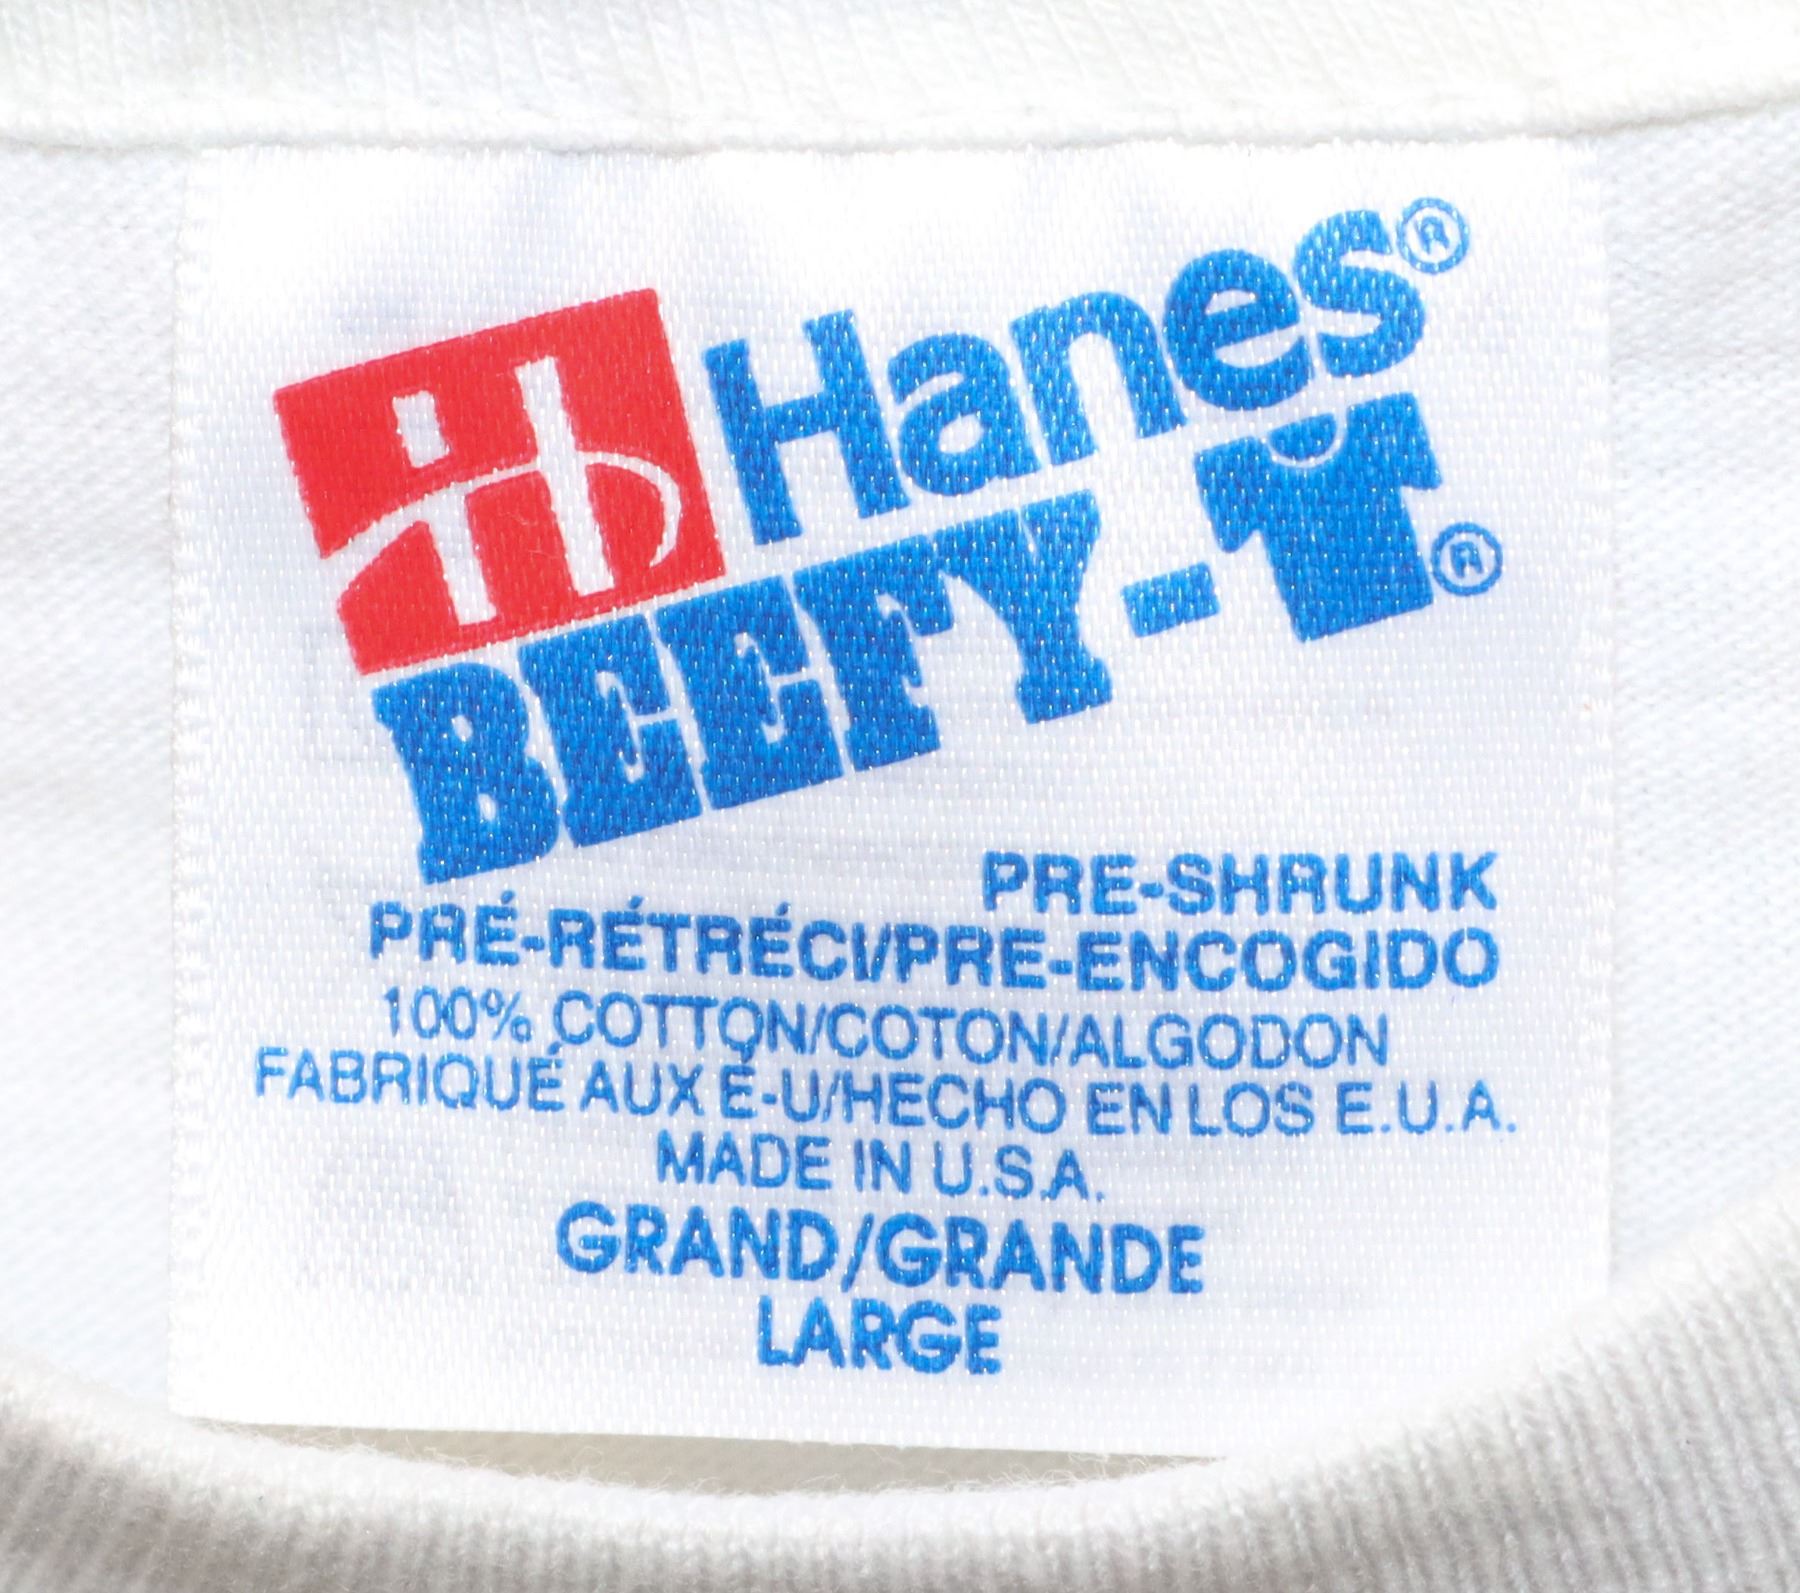 Hanes®
BEEFY-T®
PRE-SHRUNK
PRÉ-RÉTRÉCI/PRE-ENCOGIDO
100% COTTON/COTON/ALGODON
FABRIQUÉ AUX É-U/HECHO EN LOS E.U.A.
MADE IN U.S.A.
GRAND/GRANDE
LARGE